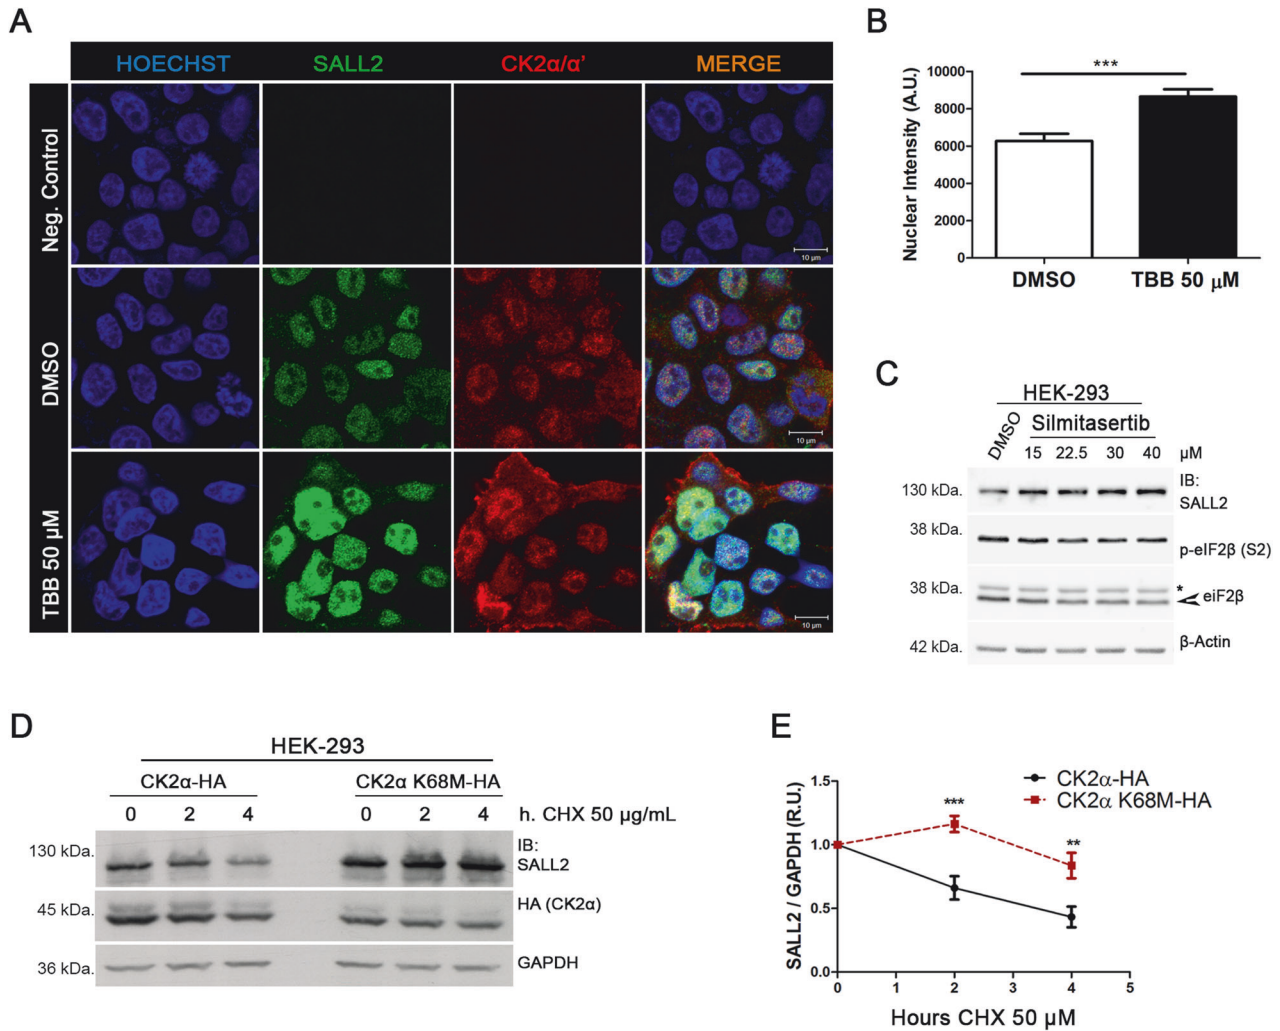 A
HOECHST SALL2 CK2α/α’ MERGE
Neg. Control
10 µm
DMSO
10 µm
TBB 50 µM
10 µm
B
***
Nuclear Intensity (A.U.)
10000
8000
6000
4000
2000
0
DMSO TBB 50 µM
C
HEK-293
DMSO Silmitasertib
15 22.5 30 40 µM
IB:
130 kDa. SALL2
38 kDa.
p-eIF2β (S2)
38 kDa. *
eiF2β
42 kDa. β-Actin
D
HEK-293
CK2α-HA CK2α K68M-HA
0 2 4 0 2 4 h. CHX 50 µg/mL
130 kDa. IB:
SALL2
45 kDa. HA (CK2α)
36 kDa. GAPDH
E
CK2α-HA
CK2α K68M-HA
SALL2 / GAPDH (R.U.)
1.5
1.0
0.5
0.0
***
**
0 1 2 3 4 5
Hours CHX 50 µM